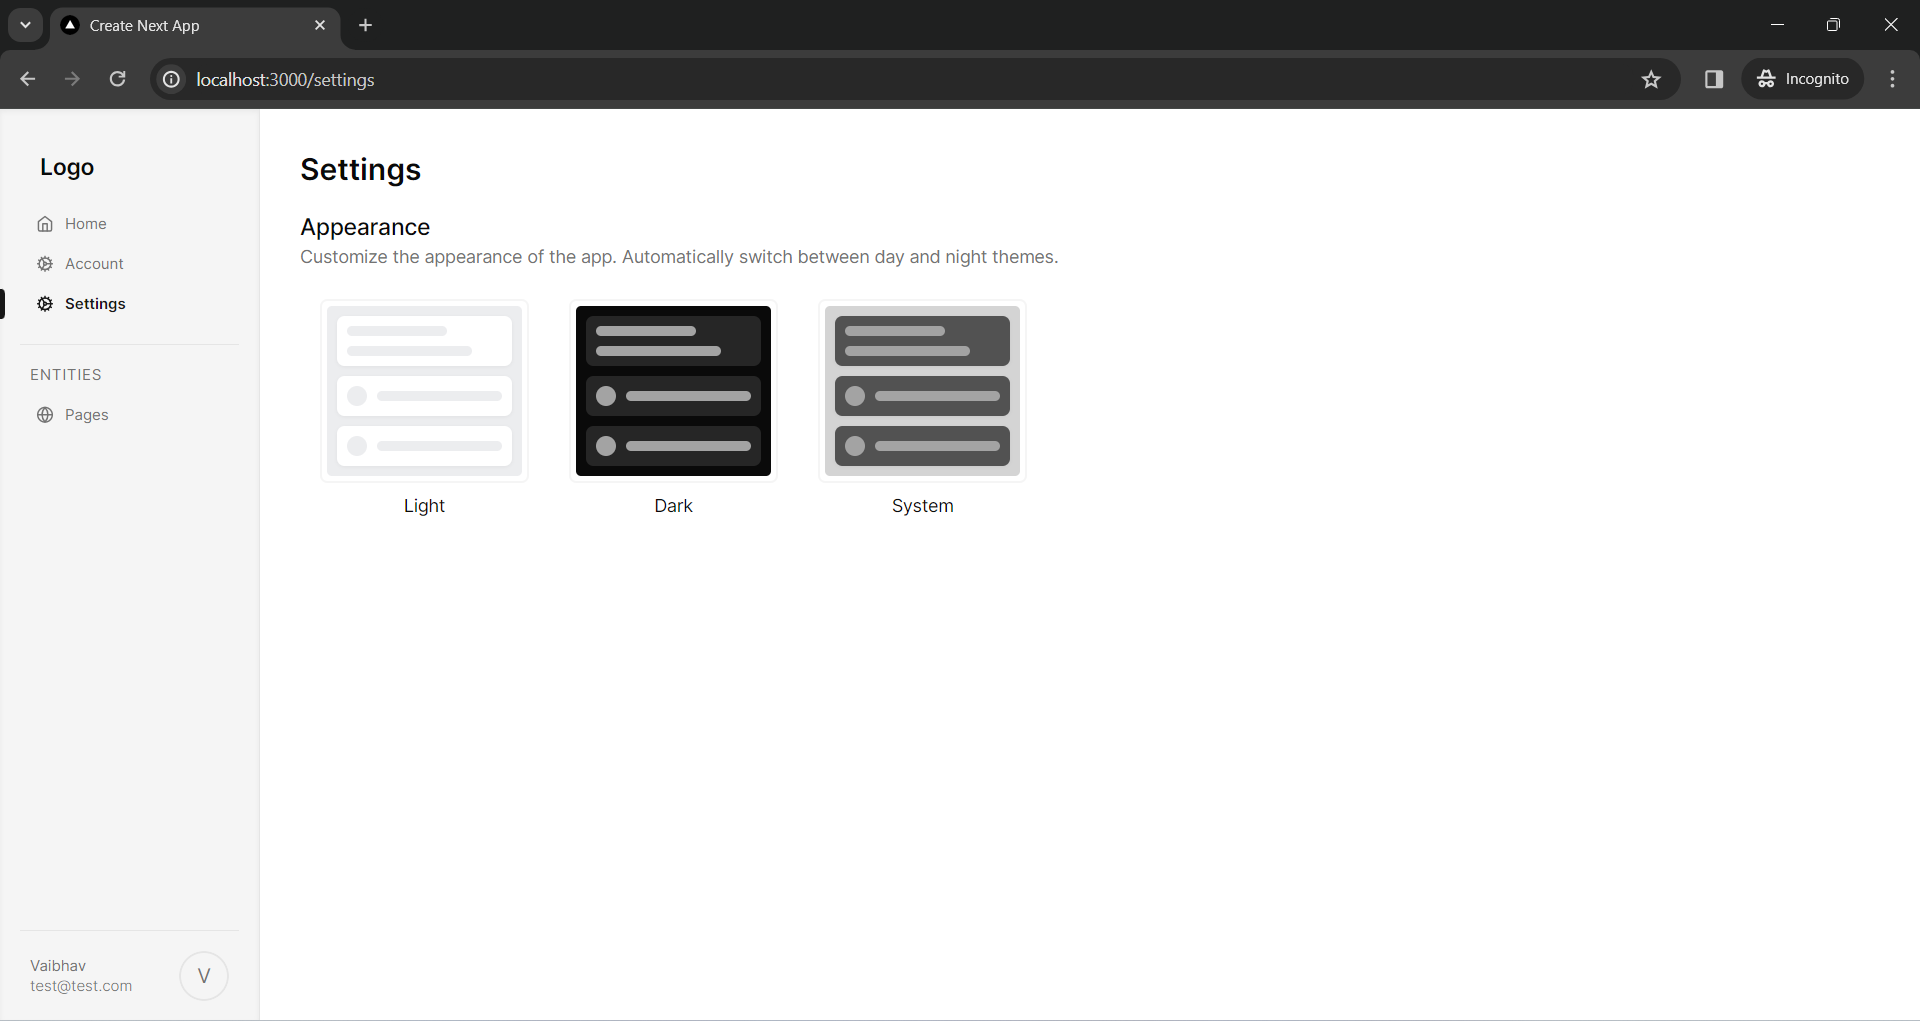 Create Next App
localhost:3000/settings
Incognito
Logo
Home
Account
Settings
ENTITIES
Pages
Vaibhav
test@test.com
V
Settings
Appearance
Customize the appearance of the app. Automatically switch between day and night themes.
Light
Dark
System